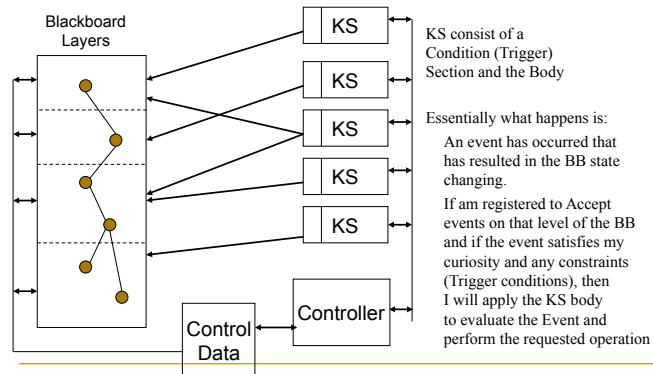 Blackboard
Layers
KS
KS
KS
KS
KS
Controller
Control
Data
KS consist of a
Condition (Trigger)
Section and the Body
Essentially what happens is:
An event has occurred that
has resulted in the BB state
changing.
If am registered to Accept
events on that level of the BB
and if the event satisfies my
curiosity and any constraints
(Trigger conditions), then
I will apply the KS body
to evaluate the Event and
perform the requested operation